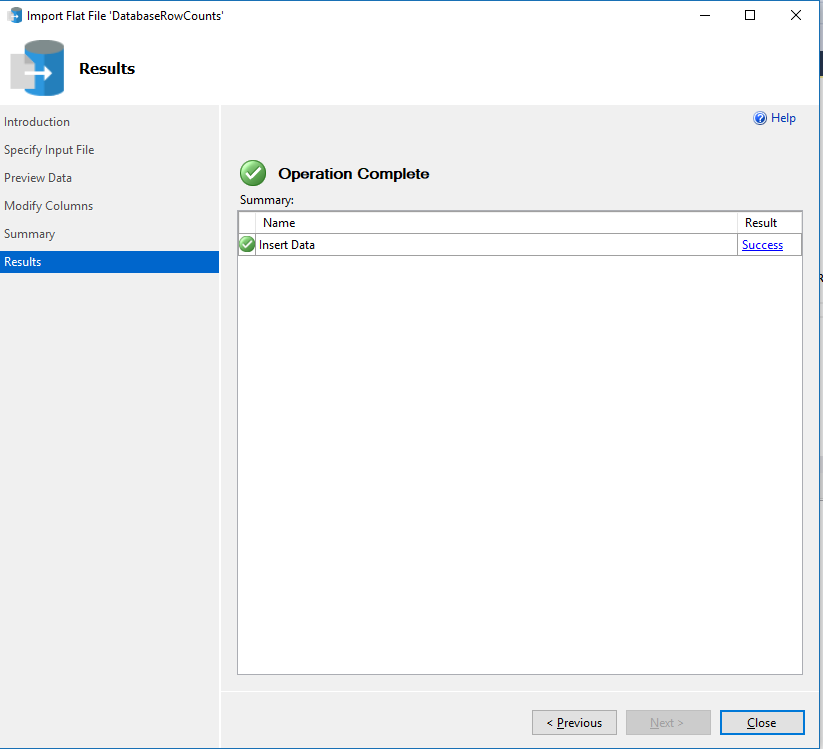 Import Flat File 'DatabaseRowCounts'
Results
Introduction
Specify Input File
Preview Data
Modify Columns
Summary
Results
Help
Operation Complete
Summary:
Name Result
Insert Data Success
< Previous Next > Close